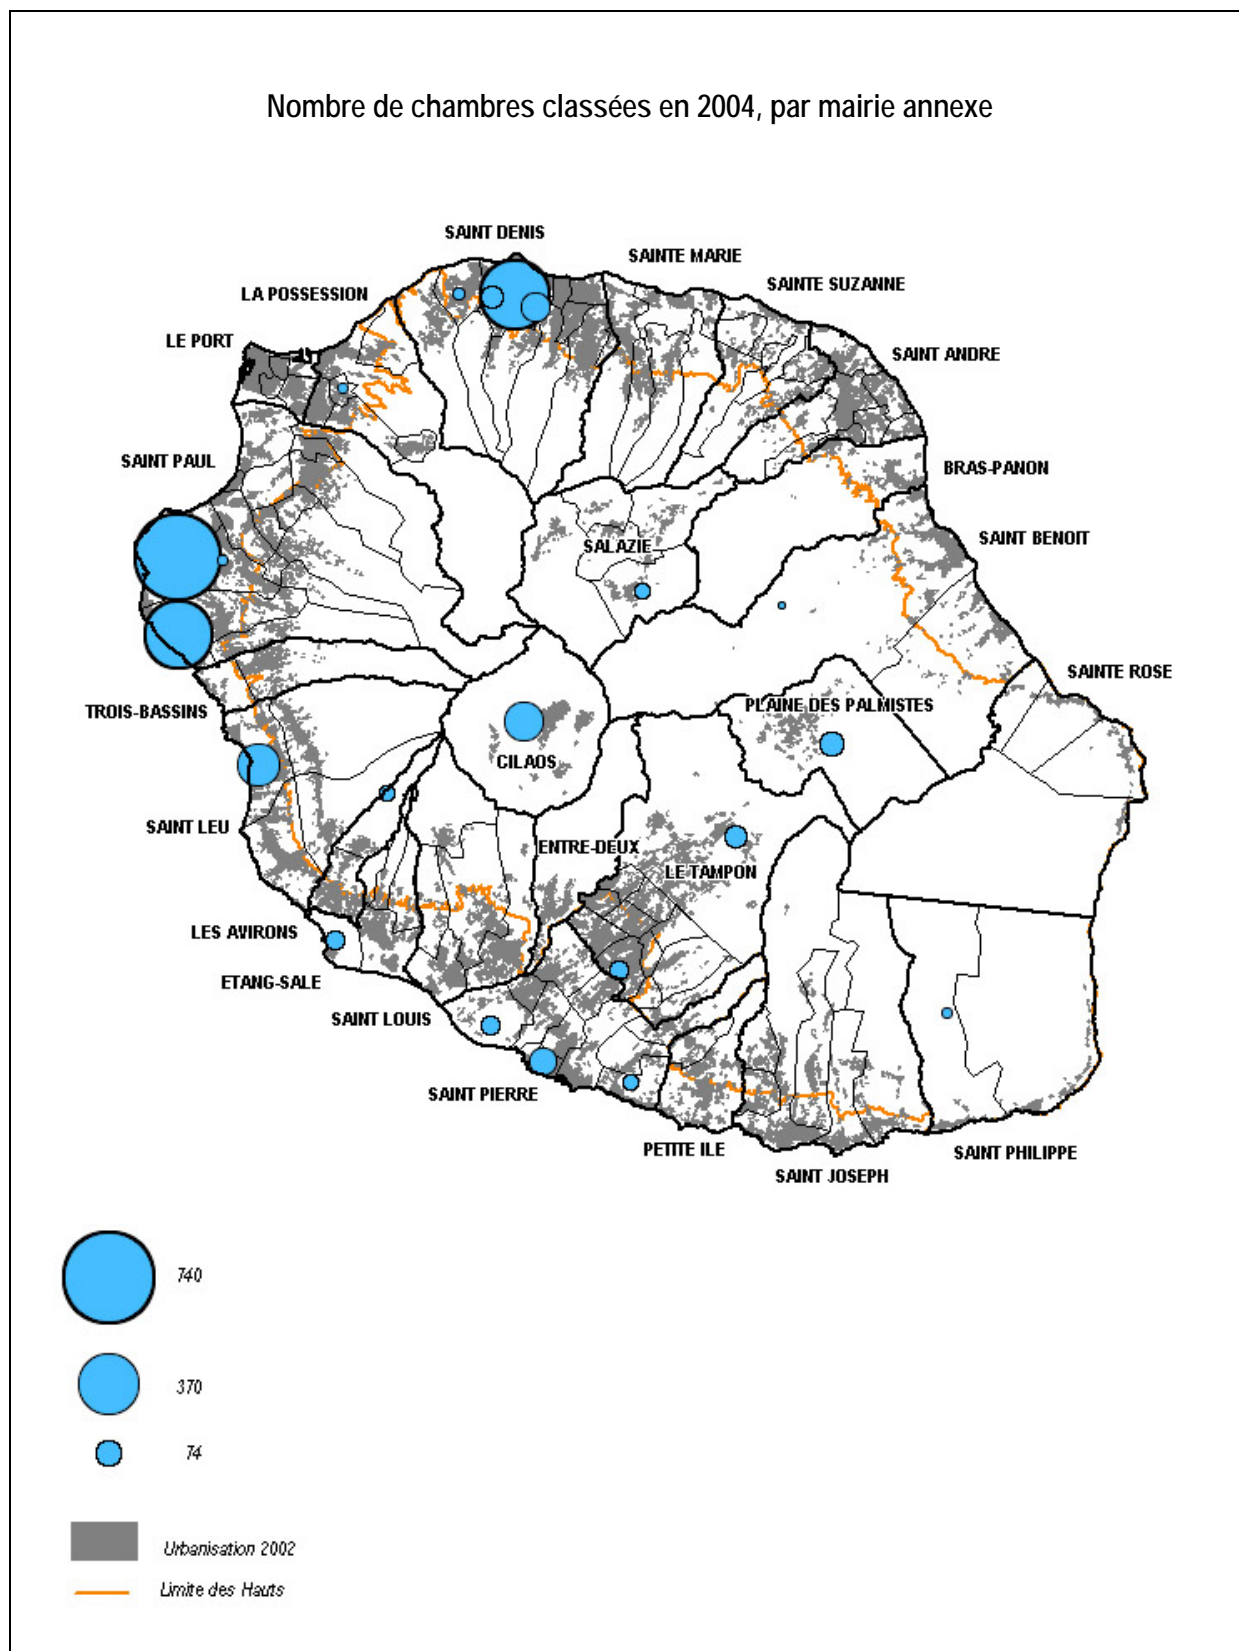 Nombre de chambres classées en 2004, par mairie annexe
SAINT DENIS
SAINTE MARIE
SAINTE SUZANNE
LA POSSESSION
LE PORT
SAINT ANDRE
SAINT PAUL
BRAS-PANON
SAINT BENOIT
SALAZIE
SAINTE ROSE
TROIS-BASSINS
PLAINE DES PALMISTES
CILAOS
SAINT LEU
ENTRE-DEUX
LE TAMPON
LES AVIRONS
ETANG-SALE
SAINT LOUIS
SAINT PIERRE
PETITE ILE
SAINT PHILIPPE
SAINT JOSEPH
740
370
74
Urbanisation 2002
Limite des Hauts